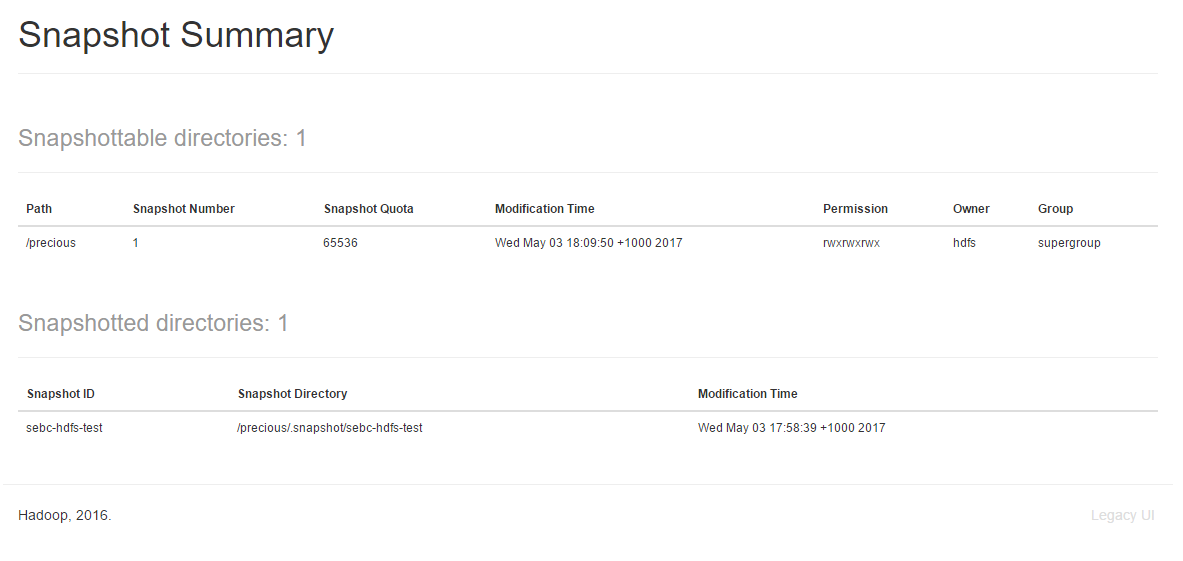 Snapshot Summary
Snapshottable directories: 1
Path Snapshot Number Snapshot Quota Modification Time Permission Owner Group
/precious 1 65536 Wed May 03 18:09:50 +1000 2017 rwxrwxrwx hdfs supergroup
Snapshotted directories: 1
Snapshot ID Snapshot Directory Modification Time
sebc-hdfs-test /precious/.snapshot/sebc-hdfs-test Wed May 03 17:58:39 +1000 2017
Hadoop, 2016. Legacy UI